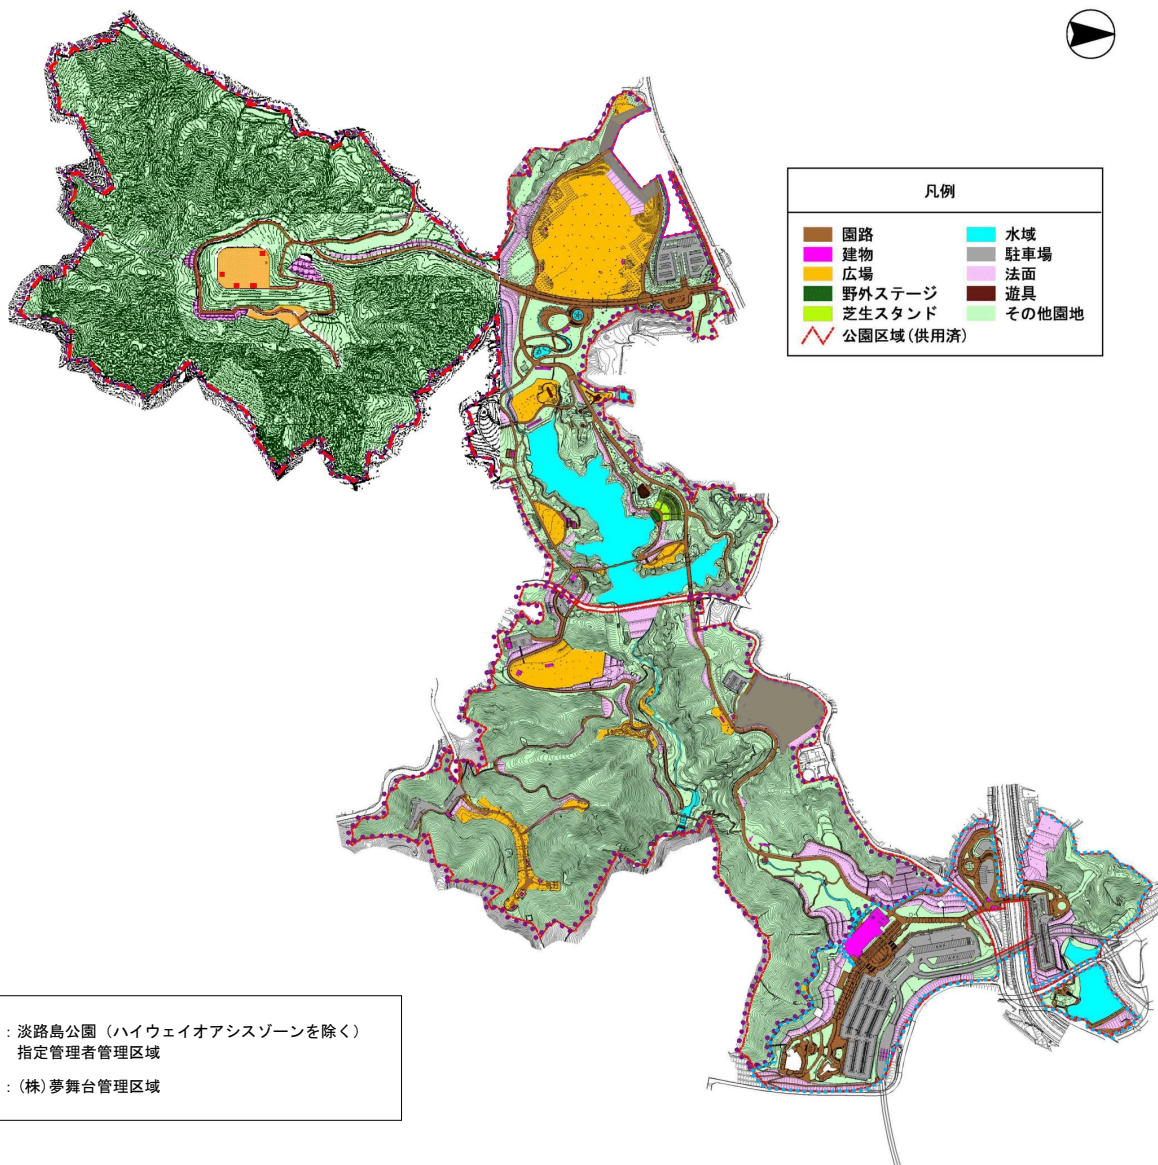 凡例
園路
建物
広場
野外ステージ
芝生スタンド
公園区域(供用済)
水域
駐車場
法面
遊具
その他園地
：淡路島公園（ハイウェイオアシスゾーンを除く）
指定管理者管理区域
：(株)夢舞台管理区域